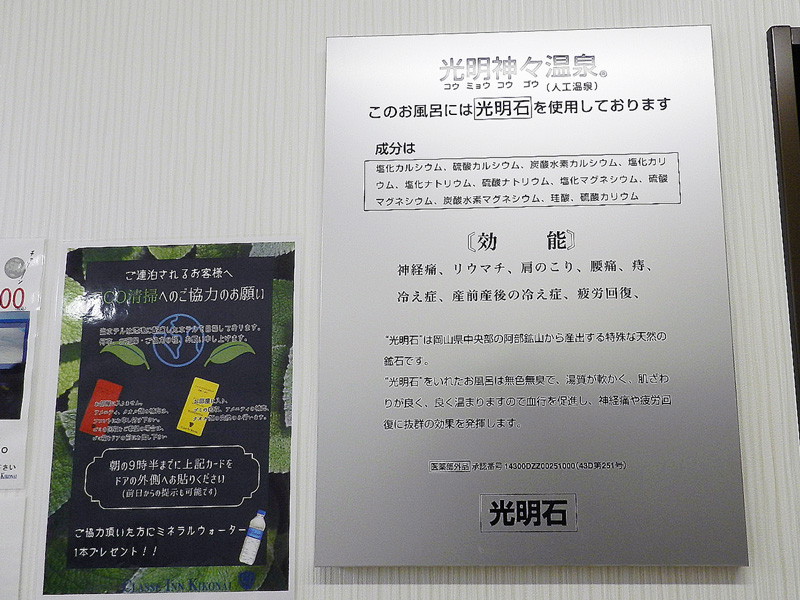 光明神々温泉®
コウ ミョウ コウ ゴウ (人工温泉)
このお風呂には光明石を使用しております
成分は
塩化カルシウム、硫酸カルシウム、炭酸水素カルシウム、塩化カリ
ウム、塩化ナトリウム、硫酸ナトリウム、塩化マグネシウム、硫酸
マグネシウム、炭酸水素マグネシウム、珪酸、硫酸カリウム
〔効 能〕
神経痛、リウマチ、肩のこり、腰痛、痔、
冷え症、産前産後の冷え症、疲労回復、
“光明石”は岡山県中央部の阿部鉱山から産出する特殊な天然の
鉱石です。
“光明石”をいれたお風呂は無色無臭で、湯質が軟かく、肌ざわ
りが良く、良く温まりますので血行を促進し、神経痛や疲労回
復に抜群の効果を発揮します。
医薬部外品 承認番号 14300DZZ00251000(43D第251号)
光明石
ご連泊されるお客様へ
ECO清掃へのご協力のお願い
朝の9時半までに上記カードを
ドアの外側へお貼りください
(前日からの提示も可能です)
ご協力頂いた方にミネラルウォーター
1本プレゼント!!
CLASSE INN KIKONAI
00